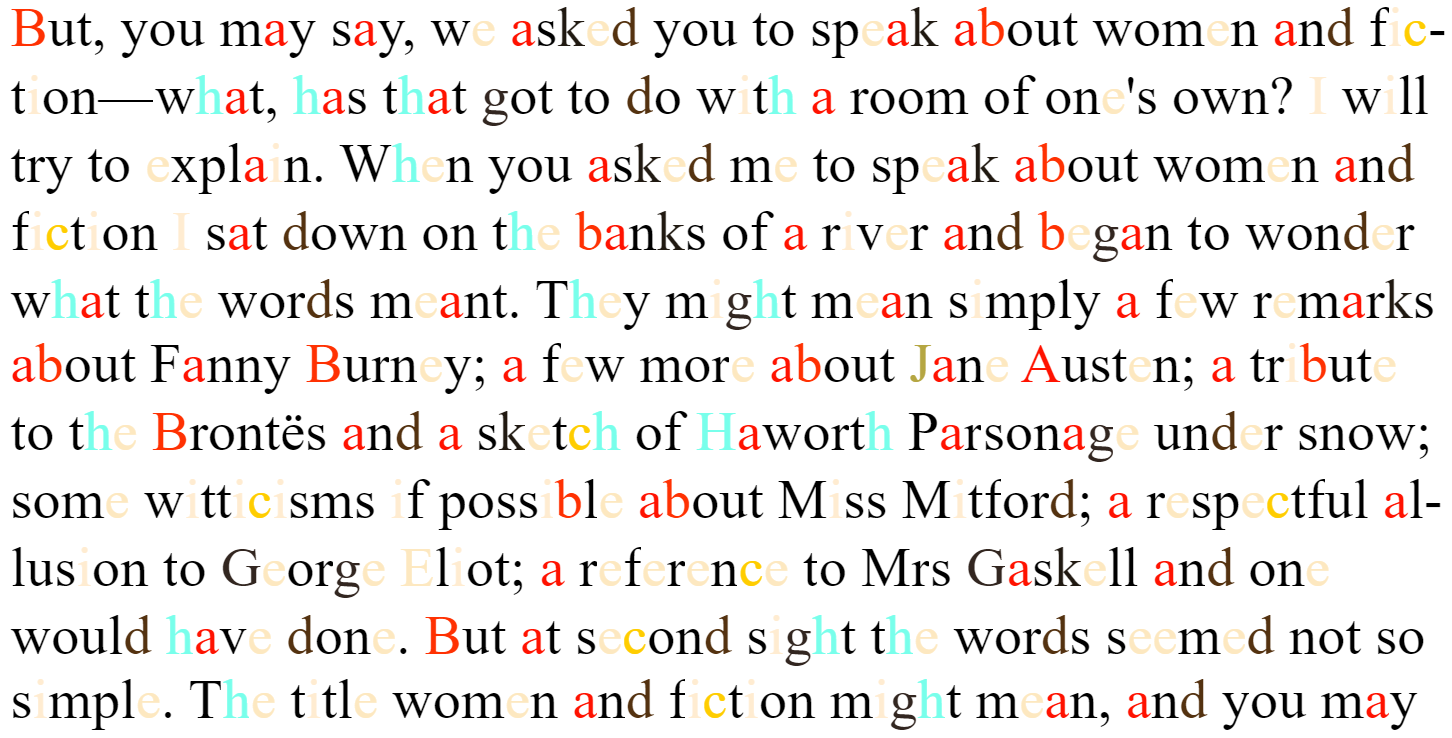 But, you may say, we asked you to speak about women and fic-
tion—what, has that got to do with a room of one's own? I will
try to explain. When you asked me to speak about women and
fiction I sat down on the banks of a river and began to wonder
what the words meant. They might mean simply a few remarks
about Fanny Burney; a few more about Jane Austen; a tribute
to the Brontës and a sketch of Haworth Parsonage under snow;
some witticisms if possible about Miss Mitford; a respectful al-
lusion to George Eliot; a reference to Mrs Gaskell and one
would have done. But at second sight the words seemed not so
simple. The title women and fiction might mean, and you may